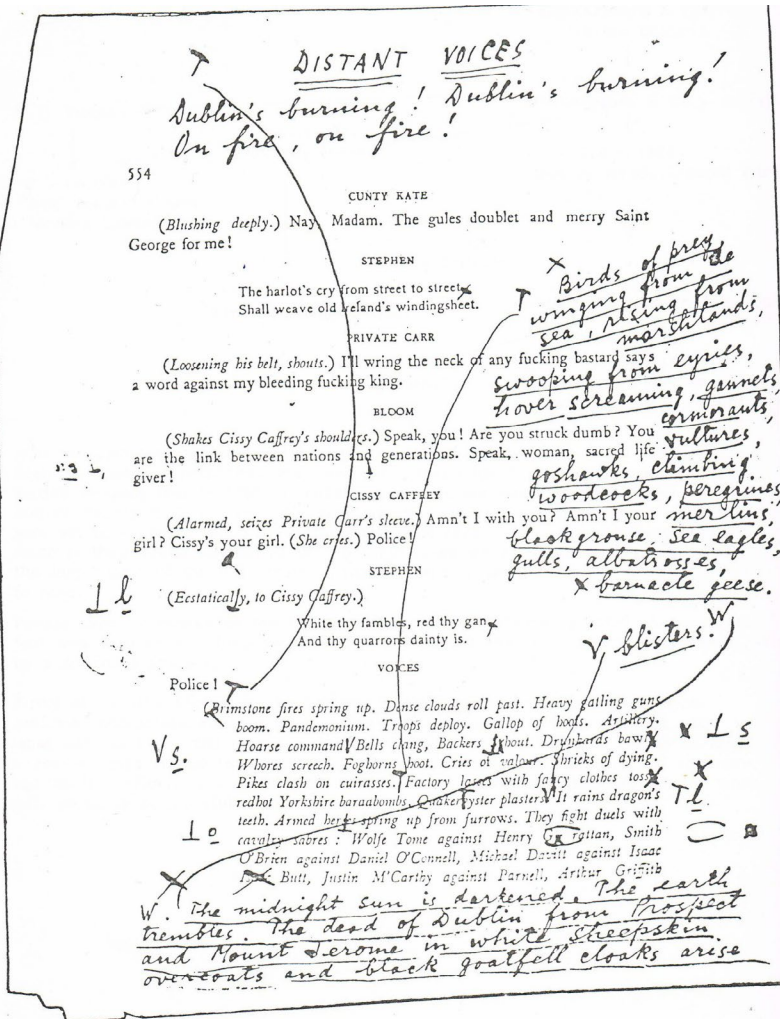 DISTANT VOICES
Dublin's burning! Dublin's burning!
On fire, on fire!
554
CUNTY KATE
(Blushing deeply.) Nay, Madam. The gules doublet and merry Saint
George for me!
STEPHEN
The harlot's cry from street to street
Shall weave old Ireland's windingsheet.
PRIVATE CARR
(Loosening his belt, shouts.) I'll wring the neck of any fucking bastard says
a word against my bleeding fucking king.
BLOOM
(Shakes Cissy Caffrey's shoulders.) Speak, you! Are you struck dumb? You
are the link between nations and generations. Speak, woman, sacred life
giver!
CISSY CAFFREY
(Alarmed, seizes Private Carr's sleeve.) Amn't I with you? Amn't I your
girl? Cissy's your girl. (She cries.) Police!
STEPHEN
(Ecstatically, to Cissy Caffrey.)
White thy fambles, red thy gan
And thy quarrons dainty is.
VOICES
Police!
(Brimstone fires spring up. Dense clouds roll past. Heavy gatling guns
boom. Pandemonium. Troops deploy. Gallop of hoofs. Artillery.
Hoarse command Bells clang, Backers shout. Drunkards bawl
Whores screech. Foghorns hoot. Cries of valour. Shrieks of dying.
Pikes clash on cuirasses. Factory lasses with fancy clothes toss
redhot Yorkshire baraabombs. Quakeroyster plasters It rains dragon's
teeth. Armed heros spring up from furrows. They fight duels with
cavalry sabres : Wolfe Tome against Henry Grattan, Smith
O'Brien against Daniel O'Connell, Michael Davitt against Isaac
Butt, Justin M'Carthy against Parnell, Arthur Griffith
Birds of prey
winging from de
sea, rising from
marshlands,
swooping from eyries,
hover screaming, gannets,
cormorants,
vultures,
goshawks, climbing
woodcocks, peregrines,
merlins,
blackgrouse, sea eagles,
gulls, albatrosses,
barnacle geese.
blisters.
W. The midnight sun is darkened. The earth
trembles. The dead of Dublin from Prospect
and Mount Jerome in white sheepskin
overcoats and black goatfell cloaks arise